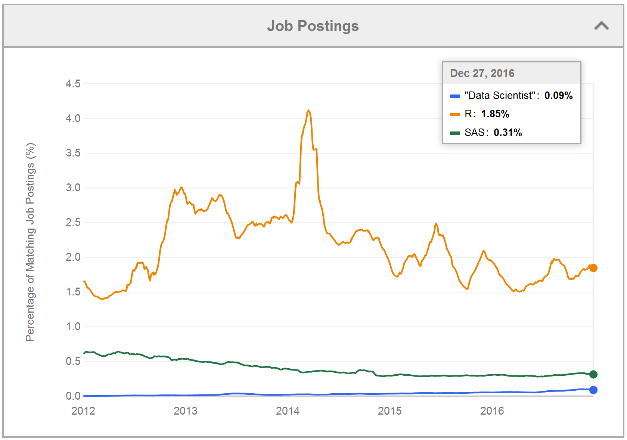 Job Postings
Dec 27, 2016
"Data Scientist": 0.09%
R: 1.85%
SAS: 0.31%
Percentage of Matching Job Postings (%)
4.5
4.0
3.5
3.0
2.5
2.0
1.5
1.0
0.5
0.0
2012 2013 2014 2015 2016